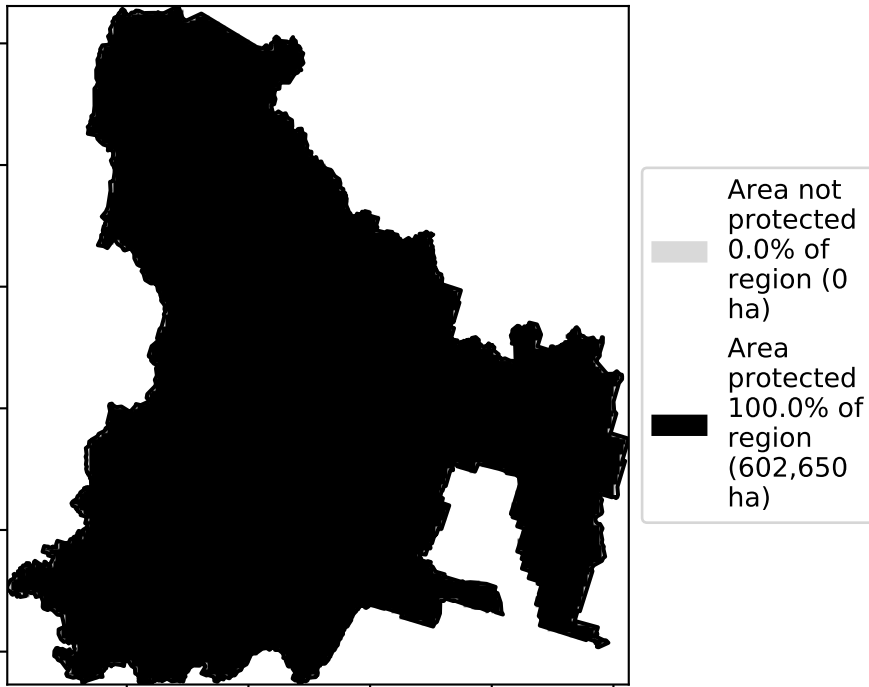 Area not
protected
0.0% of
region (0
ha)
Area
protected
100.0% of
region
(602,650
ha)